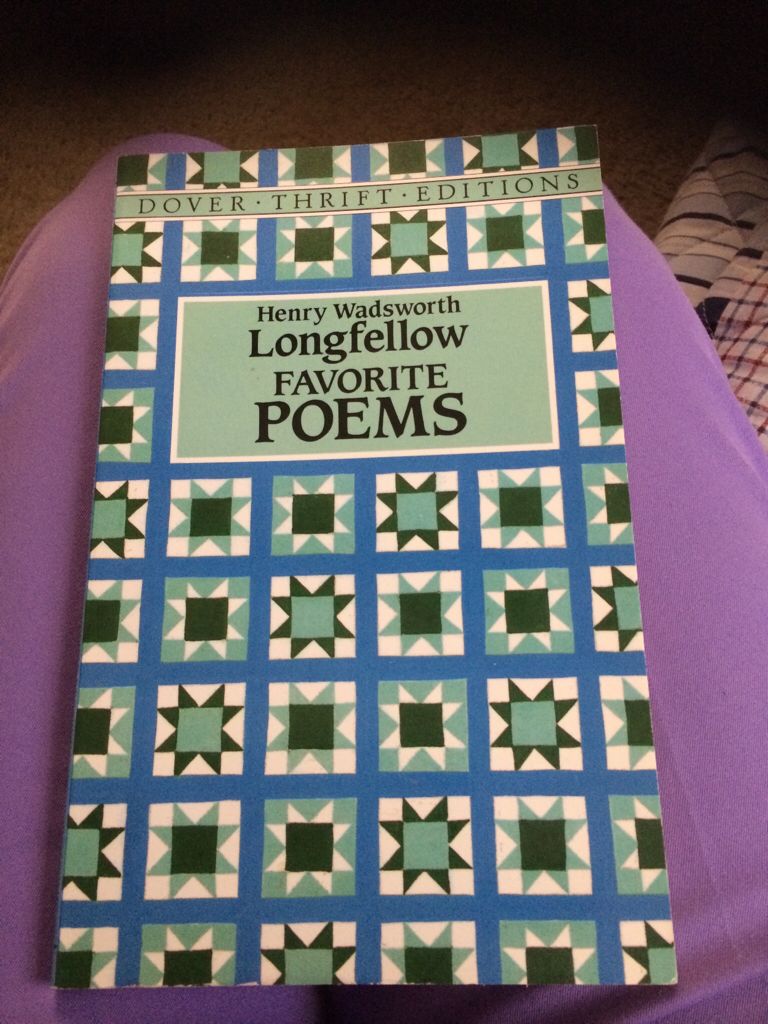 DOVER · THRIFT · EDITIONS
Henry Wadsworth
Longfellow
FAVORITE
POEMS